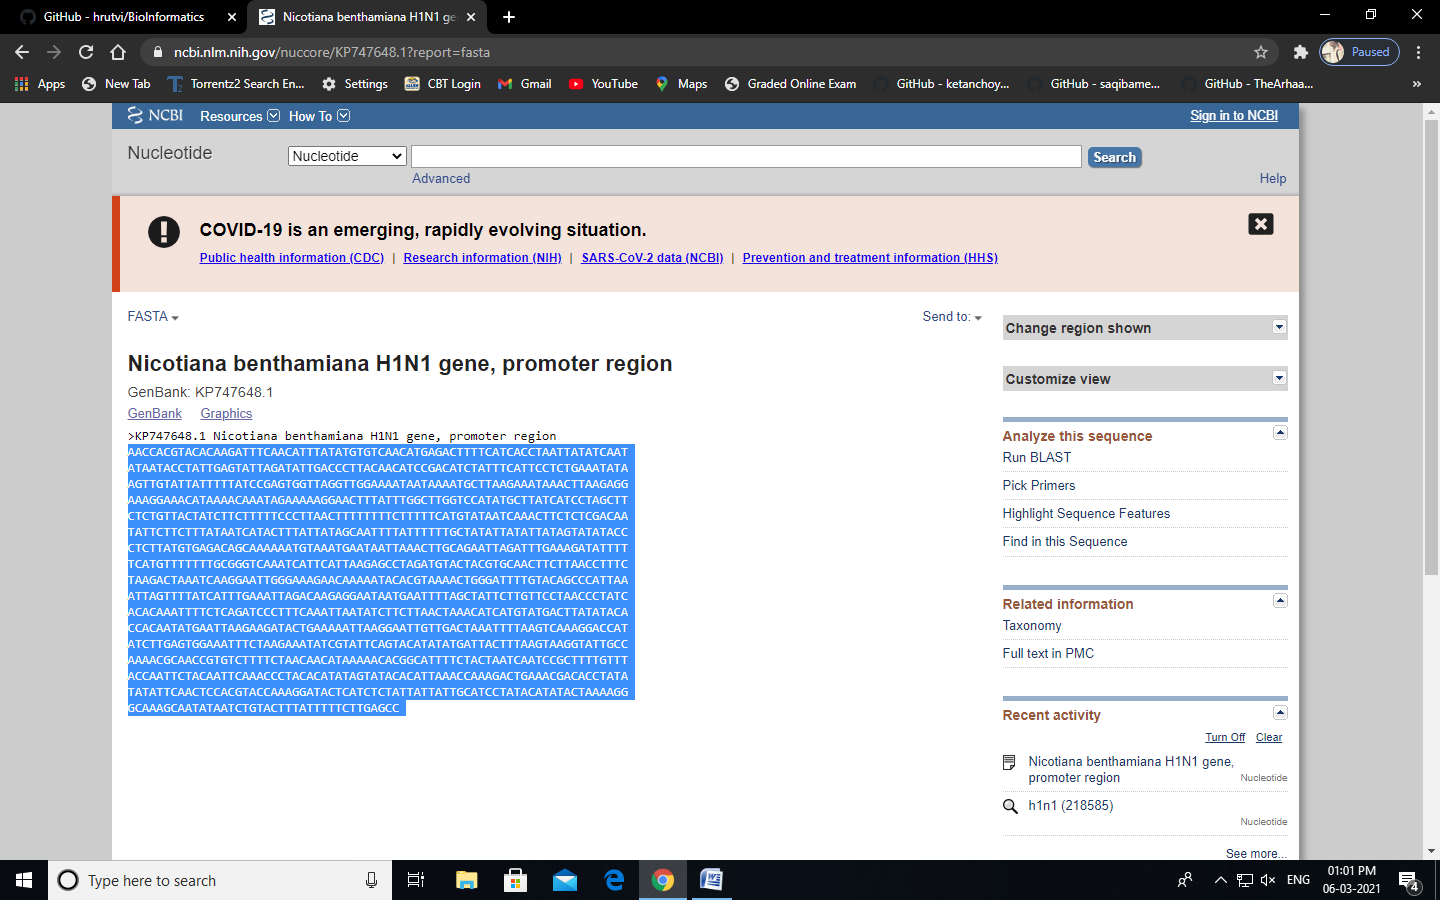 GitHub - hrutvi/BioInformatics
Nicotiana benthamiana H1N1 ge
ncbi.nlm.nih.gov/nuccore/KP747648.1?report=fasta
Paused
Apps
New Tab
Torrentz2 Search En...
Settings
CBT Login
Gmail
YouTube
Maps
Graded Online Exam
GitHub - ketanchoy...
GitHub - saqibame...
GitHub - TheArhaa...
»
NCBI Resources How To
Sign in to NCBI
Nucleotide
Nucleotide
Search
Advanced
Help
COVID-19 is an emerging, rapidly evolving situation.
Public health information (CDC) | Research information (NIH) | SARS-CoV-2 data (NCBI) | Prevention and treatment information (HHS)
FASTA
Send to:
Nicotiana benthamiana H1N1 gene, promoter region
GenBank: KP747648.1
GenBank Graphics
>KP747648.1 Nicotiana benthamiana H1N1 gene, promoter region
AACCACGTACACAAGATTTCAACATTTATATGTGTCAACATGAGACTTTTCATCACCTAATTATATCAAT
ATAATACCTATTGAGTATTAGATATTGACCCTTACAACATCCGACATCTATTTCATTCCTCTGAAATATA
AGTTGTATTATTTTTATCCGAGTGGTTAGGTTGGAAAATAATAAAATGCTTAAGAAATAAACTTAAGAGG
AAAGGAAACATAAAACAAATAGAAAAAGGAACTTTATTTGGCTTGGTCCATATGCTTATCATCCTAGCTT
CTCTGTTACTATCTTCTTTTTCCCTTAACTTTTTTTTCTTTTTCATGTATAATCAAACTTCTCTCGACAA
TATTCTTCTTTATAATCATACTTTATTATAGCAATTTTATTTTTTGCTATATTATATTATAGTATATACC
CTCTTATGTGAGACAGCAAAAAATGTAAATGAATAATTAAACTTGCAGAATTAGATTTGAAAGATATTTT
TCATGTTTTTTTGCGGGTCAAATCATTCATTAAGAGCCTAGATGTACTACGTGCAACTTCTTAACCTTTC
TAAGACTAAATCAAGGAATTGGGAAAGAACAAAAATACACGTAAAACTGGGATTTTGTACAGCCCATTAA
ATTAGTTTTATCATTTGAAATTAGACAAGAGGAATAATGAATTTTAGCTATTCTTGTTCCTAACCCTATC
ACACAAATTTTCTCAGATCCCTTTCAAATTAATATCTTCTTAACTAAACATCATGTATGACTTATATACA
CCACAATATGAATTAAGAAGATACTGAAAAATTAAGGAATTGTTGACTAAATTTTAAGTCAAAGGACCAT
ATCTTGAGTGGAAATTTCTAAGAAATATCGTATTCAGTACATATATGATTACTTTAAGTAAGGTATTGCC
AAAACGCAACCGTGTCTTTTCTAACAACATAAAAACACGGCATTTTCTACTAATCAATCCGCTTTTGTTT
ACCAATTCTACAATTCAAACCCTACACATATAGTATACACATTAAACCAAAGACTGAAACGACACCTATA
TATATTCAACTCCACGTACCAAAGGATACTCATCTCTATTATTATTGCATCCTATACATATACTAAAAGG
GCAAAGCAATATAATCTGTACTTTATTTTTCTTGAGCC
Change region shown
Customize view
Analyze this sequence
Run BLAST
Pick Primers
Highlight Sequence Features
Find in this Sequence
Related information
Taxonomy
Full text in PMC
Recent activity
Turn Off Clear
Nicotiana benthamiana H1N1 gene,
promoter region
Nucleotide
h1n1 (218585)
Nucleotide
See more...
Type here to search
ENG
01:01 PM
06-03-2021
4